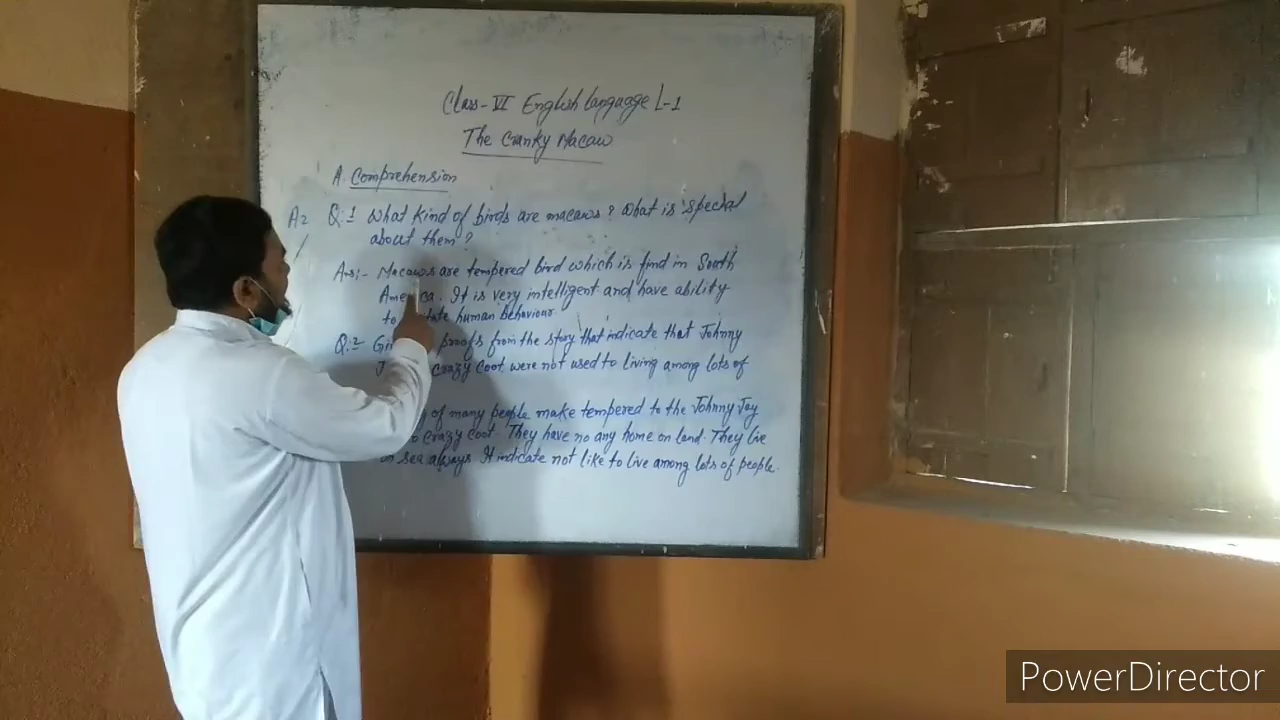 Class-VI English Language L-1
The Cranky Macaw
A. Comprehension
A2 Q:1 What kind of birds are macaws? What is special
about them?
Ans:- Macaws are tempered bird which is find in South
America. It is very intelligent and have ability
to human behaviour.
Q:2 proofs from the story that indicate that Johnny
crazy coot were not used to living among lots of
of many people make tempered to the Johnny Joy
crazy coot. They have no any home on land. They live
sea always. It indicate not like to live among lots of people.
PowerDirector